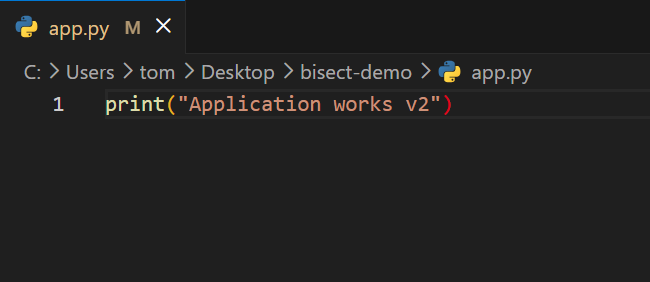 app.py M
C: > Users > tom > Desktop > bisect-demo > app.py
1 print("Application works v2")